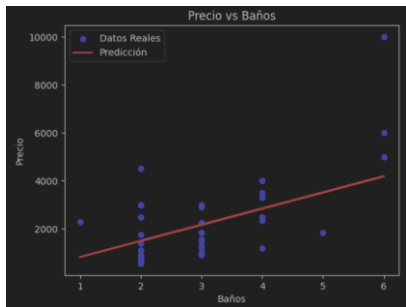 Precio vs Baños
Datos Reales
Predicción
10000
8000
6000
4000
2000
Precio
1 2 3 4 5 6
Baños